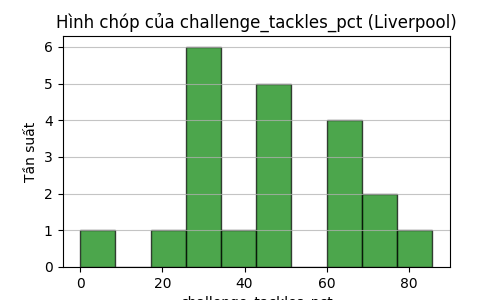 Hình chóp của challenge_tackles_pct (Liverpool)
Tần suất
6
5
4
3
2
1
0
0 20 40 60 80
challenge_tackles_pct